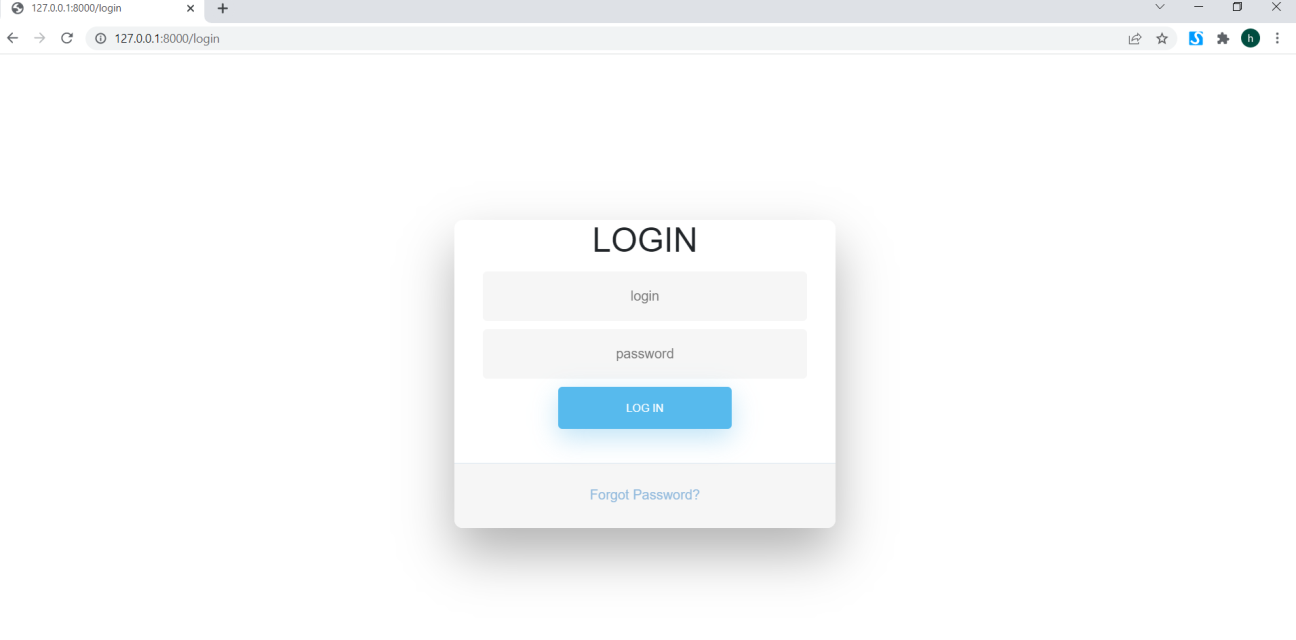 127.0.0.1:8000/login
127.0.0.1:8000/login
h
LOGIN
login
password
LOG IN
Forgot Password?